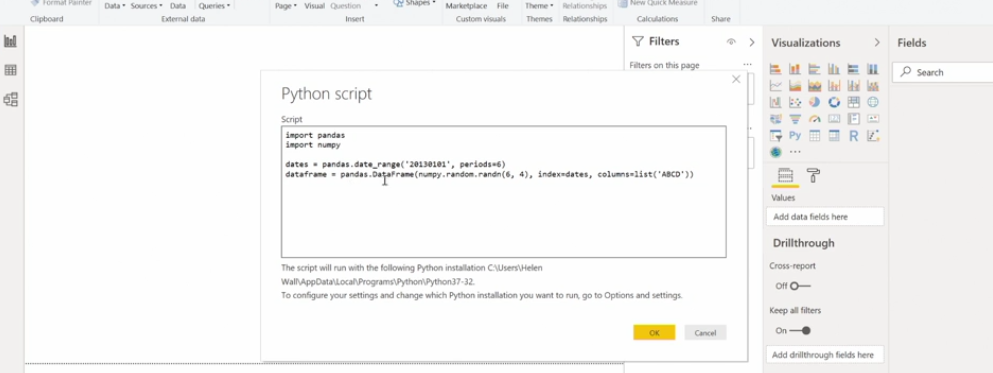 Format Painter
Data Sources Data Queries
Page Visual Question Shapes Marketplace File Theme Relationships New Quick Measure
Clipboard External data Insert Custom visuals Themes Relationships Calculations Share
Filters
Filters on this page
Visualizations
Fields
Search
Python script
Script
import pandas
import numpy
dates = pandas.date_range('20130101', periods=6)
dataframe = pandas.DataFrame(numpy.random.randn(6, 4), index=dates, columns=list('ABCD'))
The script will run with the following Python installation C:\Users\Helen
Wall\AppData\Local\Programs\Python\Python37-32.
To configure your settings and change which Python installation you want to run, go to Options and settings.
OK Cancel
Py R
Values
Add data fields here
Drillthrough
Cross-report
Off
Keep all filters
On
Add drillthrough fields here